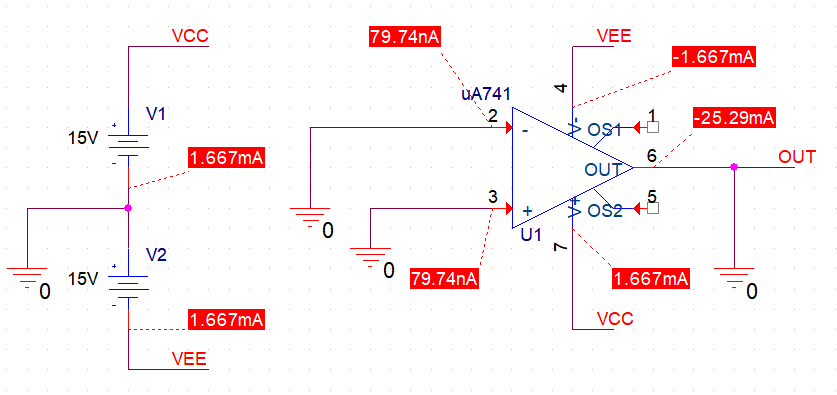 VCC
V1
15V
1.667mA
0
V2
15V
1.667mA
VEE
79.74nA
uA741
2
-
3
+
U1
79.74nA
0
0
VEE
4
-1.667mA
V-
OS1
1
-25.29mA
OUT
6
OUT
V+
OS2
5
7
1.667mA
VCC
0